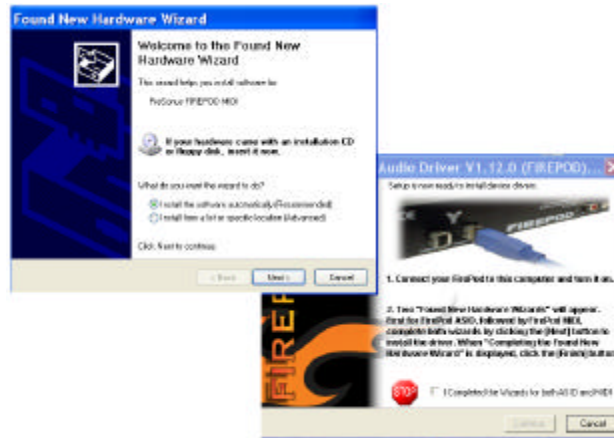 Found New Hardware Wizard
Welcome to the Found New
Hardware Wizard
This wizard helps you install software for:
PreSonus FIREPOD MIDI
If your hardware came with an installation CD
or floppy disk, insert it now.
What do you want the wizard to do?
Install the software automatically (Recommended)
Install from a list or specific location (Advanced)
Click Next to continue.
< Back
Next >
Cancel
Audio Driver V1.12.0 (FIREPOD)...
Setup is now ready to install device drivers.
FIREPOD
1. Connect your FirePod to this computer and turn it on.
2. Two "Found New Hardware Wizards" will appear.
First for FirePod ASIO, followed by FirePod MIDI,
complete both wizards by clicking the [Next] button to
install the driver. When "Completing the Found New
Hardware Wizard" is displayed, click the [Finish] button
FIRE
STOP
I Completed the Wizards for both ASIO and MIDI
Continue
Cancel